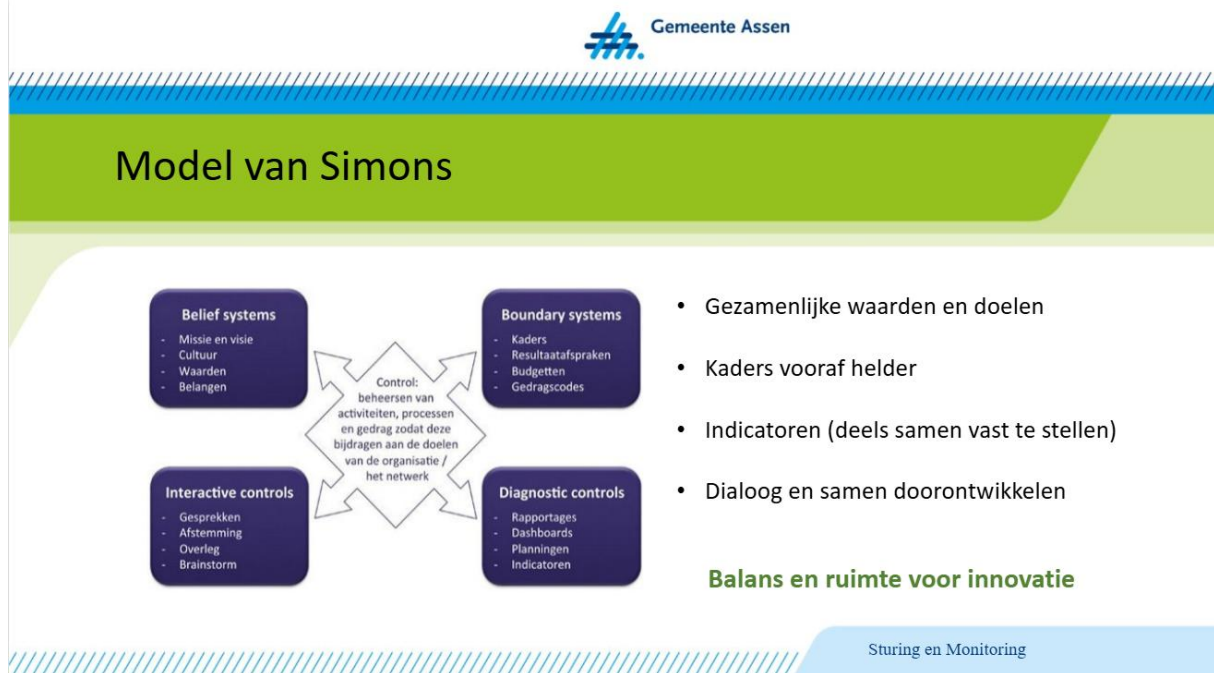 Gemeente Assen
Model van Simons
Belief systems
- Missie en visie
- Cultuur
- Waarden
- Belangen
Boundary systems
- Kaders
- Resultaatafspraken
- Budgetten
- Gedragscodes
Control:
beheersen van
activiteiten, processen
en gedrag zodat deze
bijdragen aan de doelen
van de organisatie /
het netwerk
Interactive controls
- Gesprekken
- Afstemming
- Overleg
- Brainstorm
Diagnostic controls
- Rapportages
- Dashboards
- Planningen
- Indicatoren
• Gezamenlijke waarden en doelen
• Kaders vooraf helder
• Indicatoren (deels samen vast te stellen)
• Dialoog en samen doorontwikkelen
Balans en ruimte voor innovatie
Sturing en Monitoring